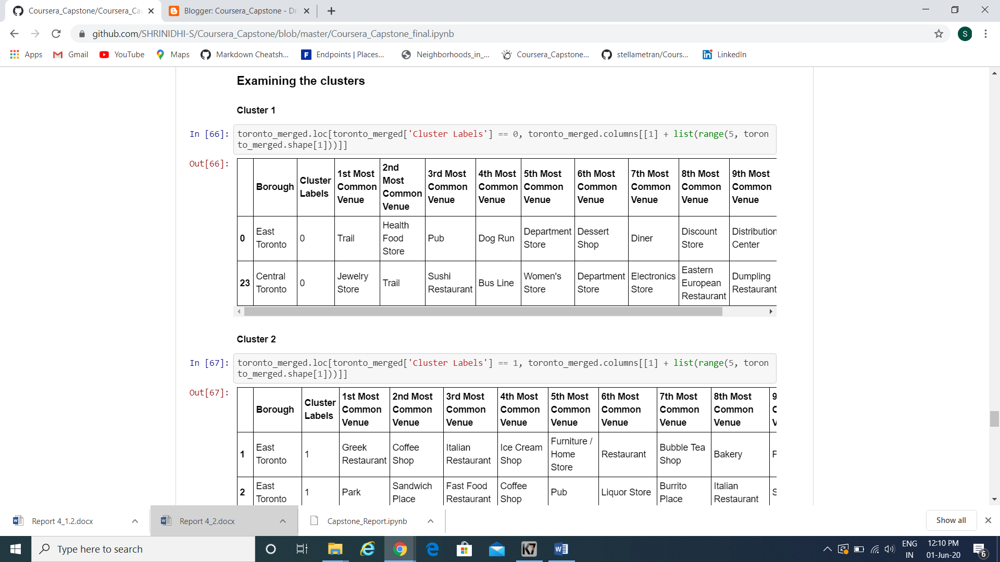 Coursera_Capstone/Coursera_Ca
Blogger: Coursera_Capstone - Dr
github.com/SHRINIDHI-S/Coursera_Capstone/blob/master/Coursera_Capstone_final.ipynb
S
Apps Gmail YouTube Maps Markdown Cheatsh... Endpoints | Places... Neighborhoods_in_... Coursera_Capstone... stellametran/Cours... LinkedIn
Examining the clusters
Cluster 1
In [66]: toronto_merged.loc[toronto_merged['Cluster Labels'] == 0, toronto_merged.columns[[1] + list(range(5, toron
to_merged.shape[1]))]]
Out[66]:
Borough Cluster Labels 1st Most Common Venue 2nd Most Common Venue 3rd Most Common Venue 4th Most Common Venue 5th Most Common Venue 6th Most Common Venue 7th Most Common Venue 8th Most Common Venue 9th Most Common Venue
0 East Toronto 0 Trail Health Food Store Pub Dog Run Department Store Dessert Shop Diner Discount Store Distribution Center
23 Central Toronto 0 Jewelry Store Trail Sushi Restaurant Bus Line Women's Store Department Store Electronics Store Eastern European Restaurant Dumpling Restaurant
Cluster 2
In [67]: toronto_merged.loc[toronto_merged['Cluster Labels'] == 1, toronto_merged.columns[[1] + list(range(5, toron
to_merged.shape[1]))]]
Out[67]:
Borough Cluster Labels 1st Most Common Venue 2nd Most Common Venue 3rd Most Common Venue 4th Most Common Venue 5th Most Common Venue 6th Most Common Venue 7th Most Common Venue 8th Most Common Venue 9
1 East Toronto 1 Greek Restaurant Coffee Shop Italian Restaurant Ice Cream Shop Furniture / Home Store Restaurant Bubble Tea Shop Bakery
2 East Toronto 1 Park Sandwich Place Fast Food Restaurant Coffee Shop Pub Liquor Store Burrito Place Italian Restaurant
Report 4_1.2.docx
Report 4_2.docx
Capstone_Report.ipynb
Show all
Type here to search
ENG
IN
12:10 PM
01-Jun-20
6